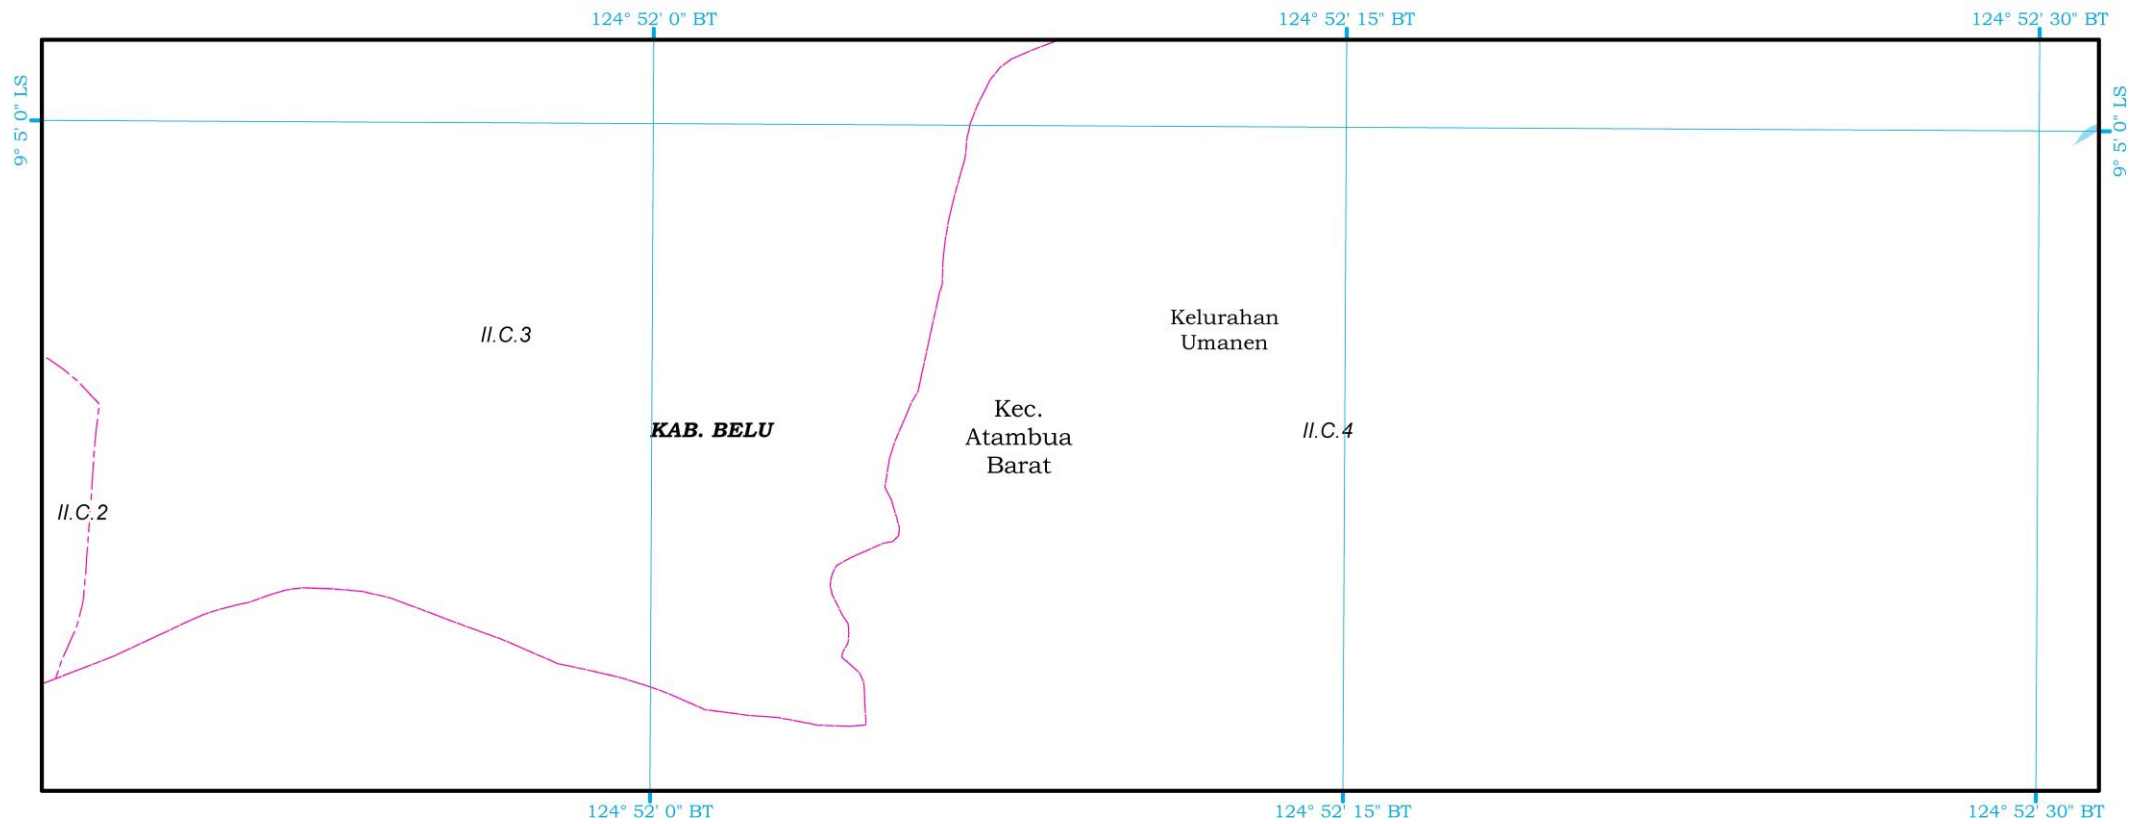 124° 52' 0" BT
124° 52' 15" BT
124° 52' 30" BT
9° 5' 0" LS
9° 5' 0" LS
Kelurahan
Umanen
II.C.3
Kec.
Atambua
Barat
KAB. BELU
II.C.4
II.C.2
124° 52' 0" BT
124° 52' 15" BT
124° 52' 30" BT